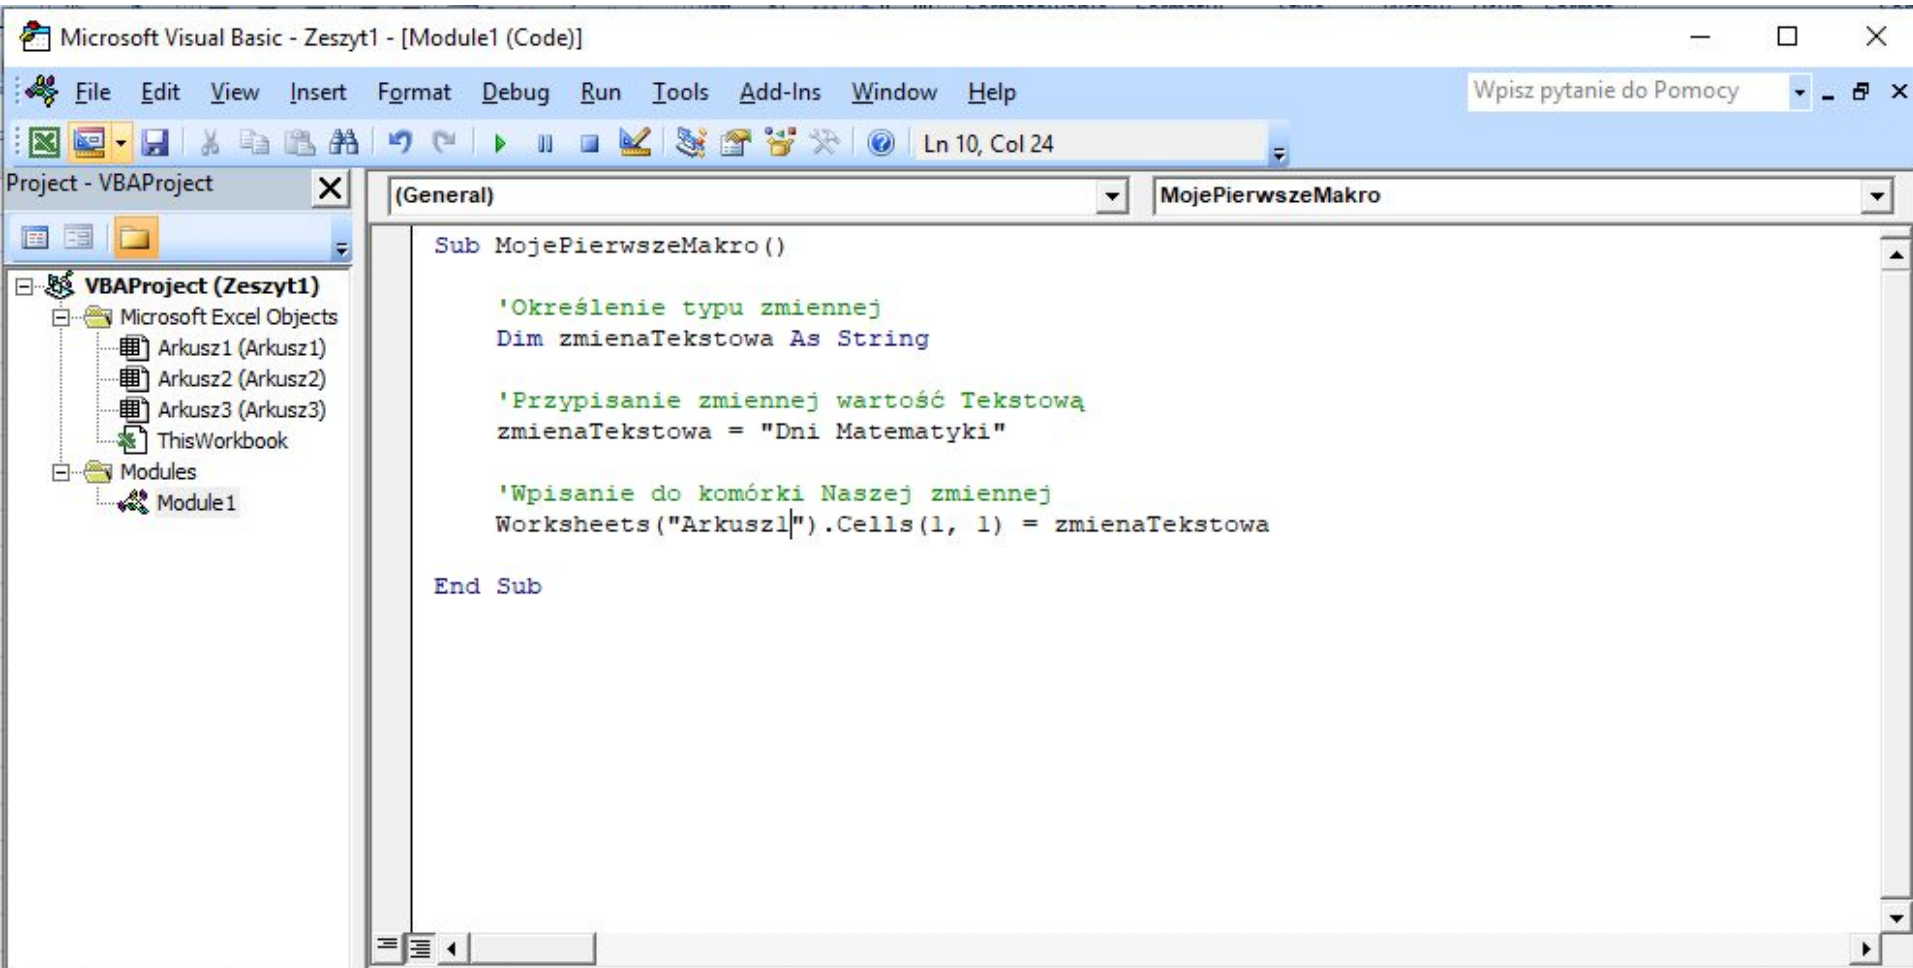 Microsoft Visual Basic - Zeszyt1 - [Module1 (Code)]
File Edit View Insert Format Debug Run Tools Add-Ins Window Help
Wpisz pytanie do Pomocy
Ln 10, Col 24
Project - VBAProject
(General)
MojePierwszeMakro
VBAProject (Zeszyt1)
Microsoft Excel Objects
Arkusz1 (Arkusz1)
Arkusz2 (Arkusz2)
Arkusz3 (Arkusz3)
ThisWorkbook
Modules
Module1
Sub MojePierwszeMakro()
'Określenie typu zmiennej
Dim zmienaTekstowa As String
'Przypisanie zmiennej wartość Tekstową
zmienaTekstowa = "Dni Matematyki"
'Wpisanie do komórki Naszej zmiennej
Worksheets("Arkusz1").Cells(1, 1) = zmienaTekstowa
End Sub